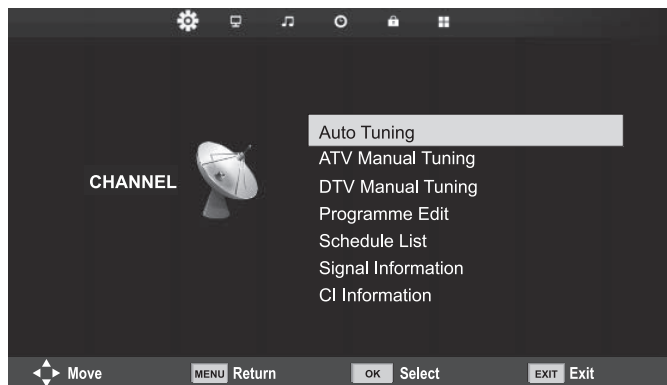 Auto Tuning
ATV Manual Tuning
CHANNEL
DTV Manual Tuning
Programme Edit
Schedule List
Signal Information
CI Information
Move MENU Return OK Select EXIT Exit